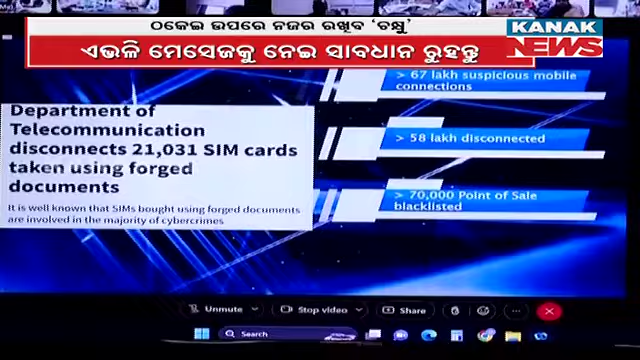 ଠକେଇ ଉପରେ ନଜର ରଖିବ ‘ଚକ୍ଷୁ’
KANAK
NEWS
ଏଭଳି ମେସେଜକୁ ନେଇ ସାବଧାନ ରୁହନ୍ତୁ
> 67 lakh suspicious mobile
connections
Department of
Telecommunication
disconnects 21,031 SIM cards
taken using forged
documents
It is well known that SIMs bought using forged documents
are involved in the majority of cybercrimes
> 58 lakh disconnected
> 70,000 Point of Sale
blacklisted
Unmute
Stop video
Share
Search